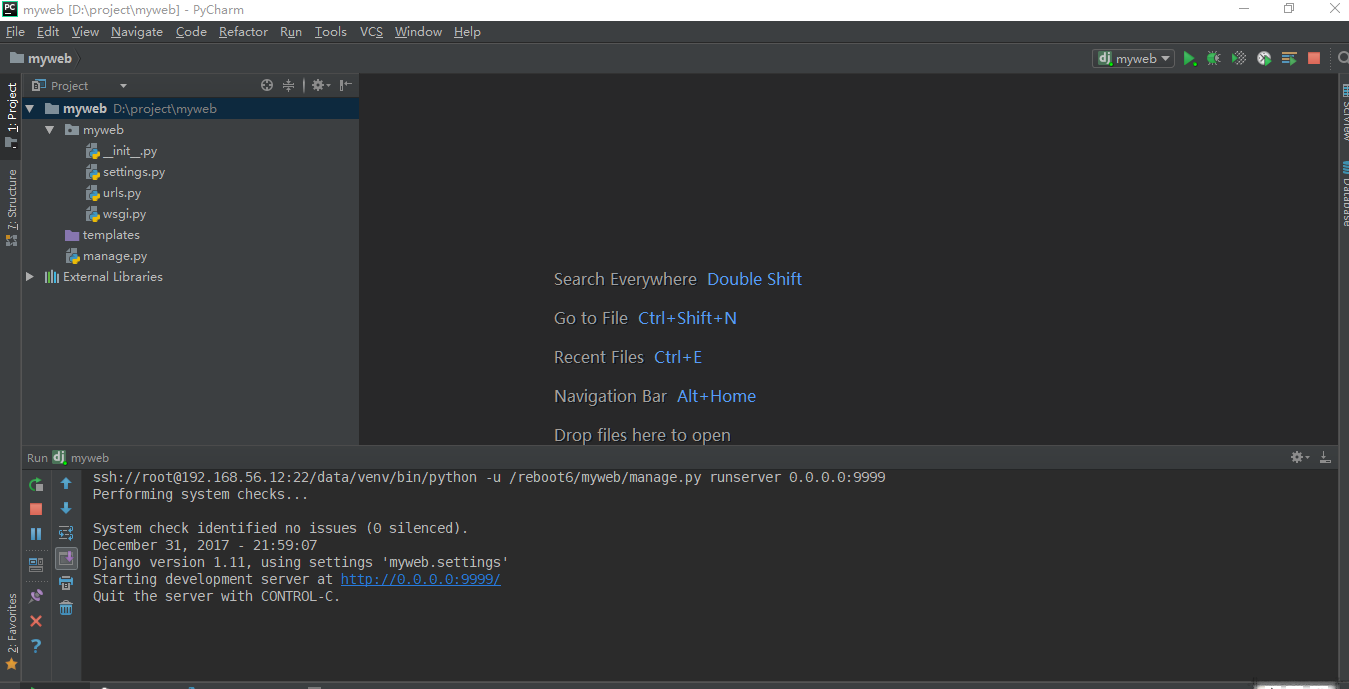 myweb [D:\project\myweb] - PyCharm
File Edit View Navigate Code Refactor Run Tools VCS Window Help
myweb
myweb
Project
1: Project
myweb D:\project\myweb
myweb
__init__.py
settings.py
urls.py
wsgi.py
templates
manage.py
External Libraries
7: Structure
SciView
Database
Search Everywhere Double Shift
Go to File Ctrl+Shift+N
Recent Files Ctrl+E
Navigation Bar Alt+Home
Drop files here to open
Run myweb
ssh://root@192.168.56.12:22/data/venv/bin/python -u /reboot6/myweb/manage.py runserver 0.0.0.0:9999
Performing system checks...
System check identified no issues (0 silenced).
December 31, 2017 - 21:59:07
Django version 1.11, using settings 'myweb.settings'
Starting development server at http://0.0.0.0:9999/
Quit the server with CONTROL-C.
2: Favorites